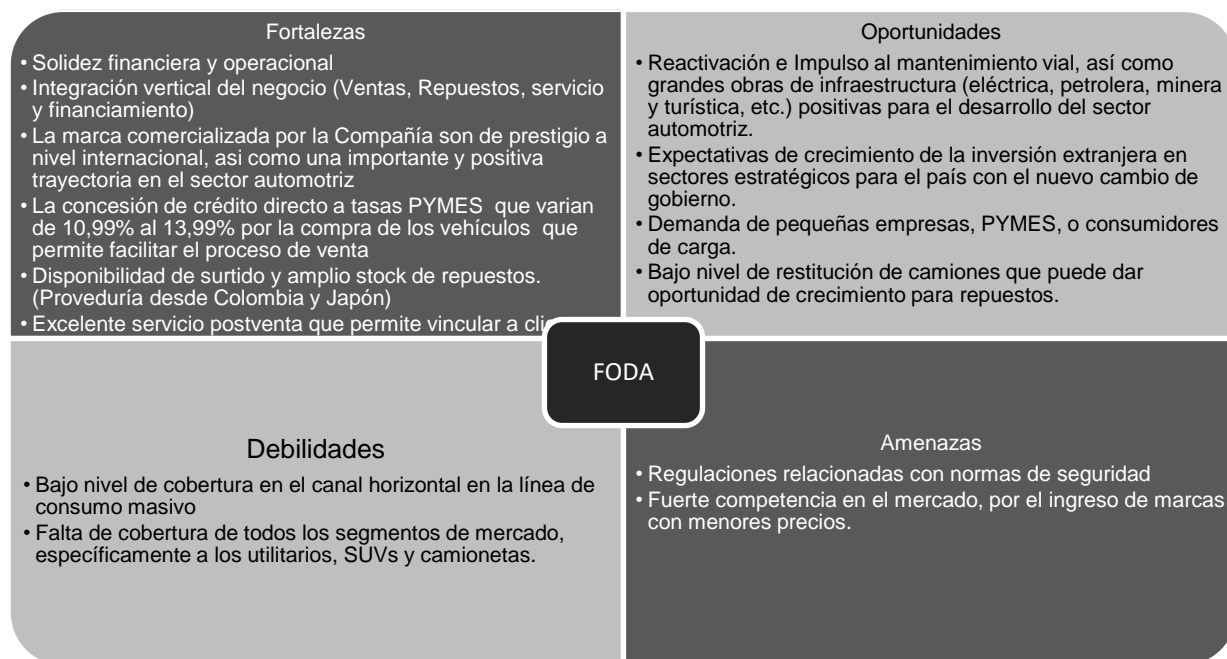 Fortalezas
• Solidez financiera y operacional
• Integración vertical del negocio (Ventas, Repuestos, servicio
y financiamiento)
• La marca comercializada por la Compañía son de prestigio a
nivel internacional, asi como una importante y positiva
trayectoria en el sector automotriz
• La concesión de crédito directo a tasas PYMES que varian
de 10,99% al 13,99% por la compra de los vehículos que
permite facilitar el proceso de venta
• Disponibilidad de surtido y amplio stock de repuestos.
(Proveduría desde Colombia y Japón)
• Excelente servicio postventa que permite vincular a
Oportunidades
• Reactivación e Impulso al mantenimiento vial, así como
grandes obras de infraestructura (eléctrica, petrolera, minera
y turística, etc.) positivas para el desarrollo del sector
automotriz.
• Expectativas de crecimiento de la inversión extranjera en
sectores estratégicos para el país con el nuevo cambio de
gobierno.
• Demanda de pequeñas empresas, PYMES, o consumidores
de carga.
• Bajo nivel de restitución de camiones que puede dar
oportunidad de crecimiento para repuestos.
FODA
Debilidades
• Bajo nivel de cobertura en el canal horizontal en la línea de
consumo masivo
• Falta de cobertura de todos los segmentos de mercado,
específicamente a los utilitarios, SUVs y camionetas.
Amenazas
• Regulaciones relacionadas con normas de seguridad
• Fuerte competencia en el mercado, por el ingreso de marcas
con menores precios.